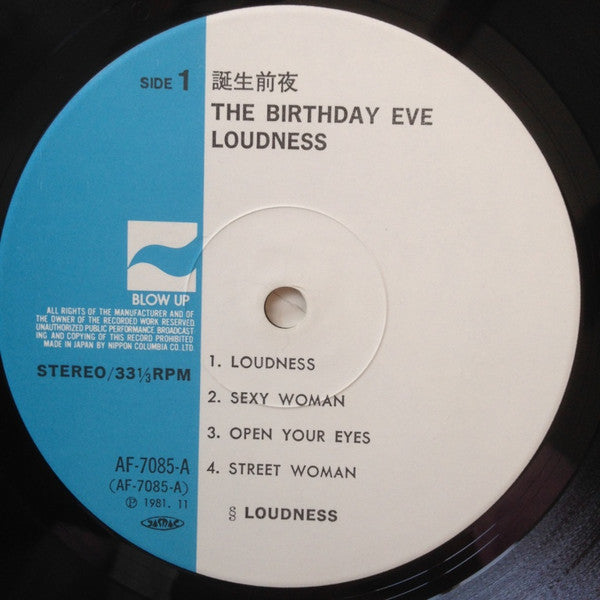 SIDE 1
誕生前夜
THE BIRTHDAY EVE
LOUDNESS
BLOW UP
ALL RIGHTS OF THE MANUFACTURER AND OF
THE OWNER OF THE RECORDED WORK RESERVED
UNAUTHORIZED PUBLIC PERFORMANCE BROADCAST
ING AND COPYING OF THIS RECORD PROHIBITED
MADE IN JAPAN BY NIPPON COLUMBIA CO. LTD.
STEREO/33⅓RPM
1. LOUDNESS
2. SEXY WOMAN
3. OPEN YOUR EYES
4. STREET WOMAN
§ LOUDNESS
AF-7085-A
(AF-7085-A)
Ⓟ 1981. 11
JASRAC